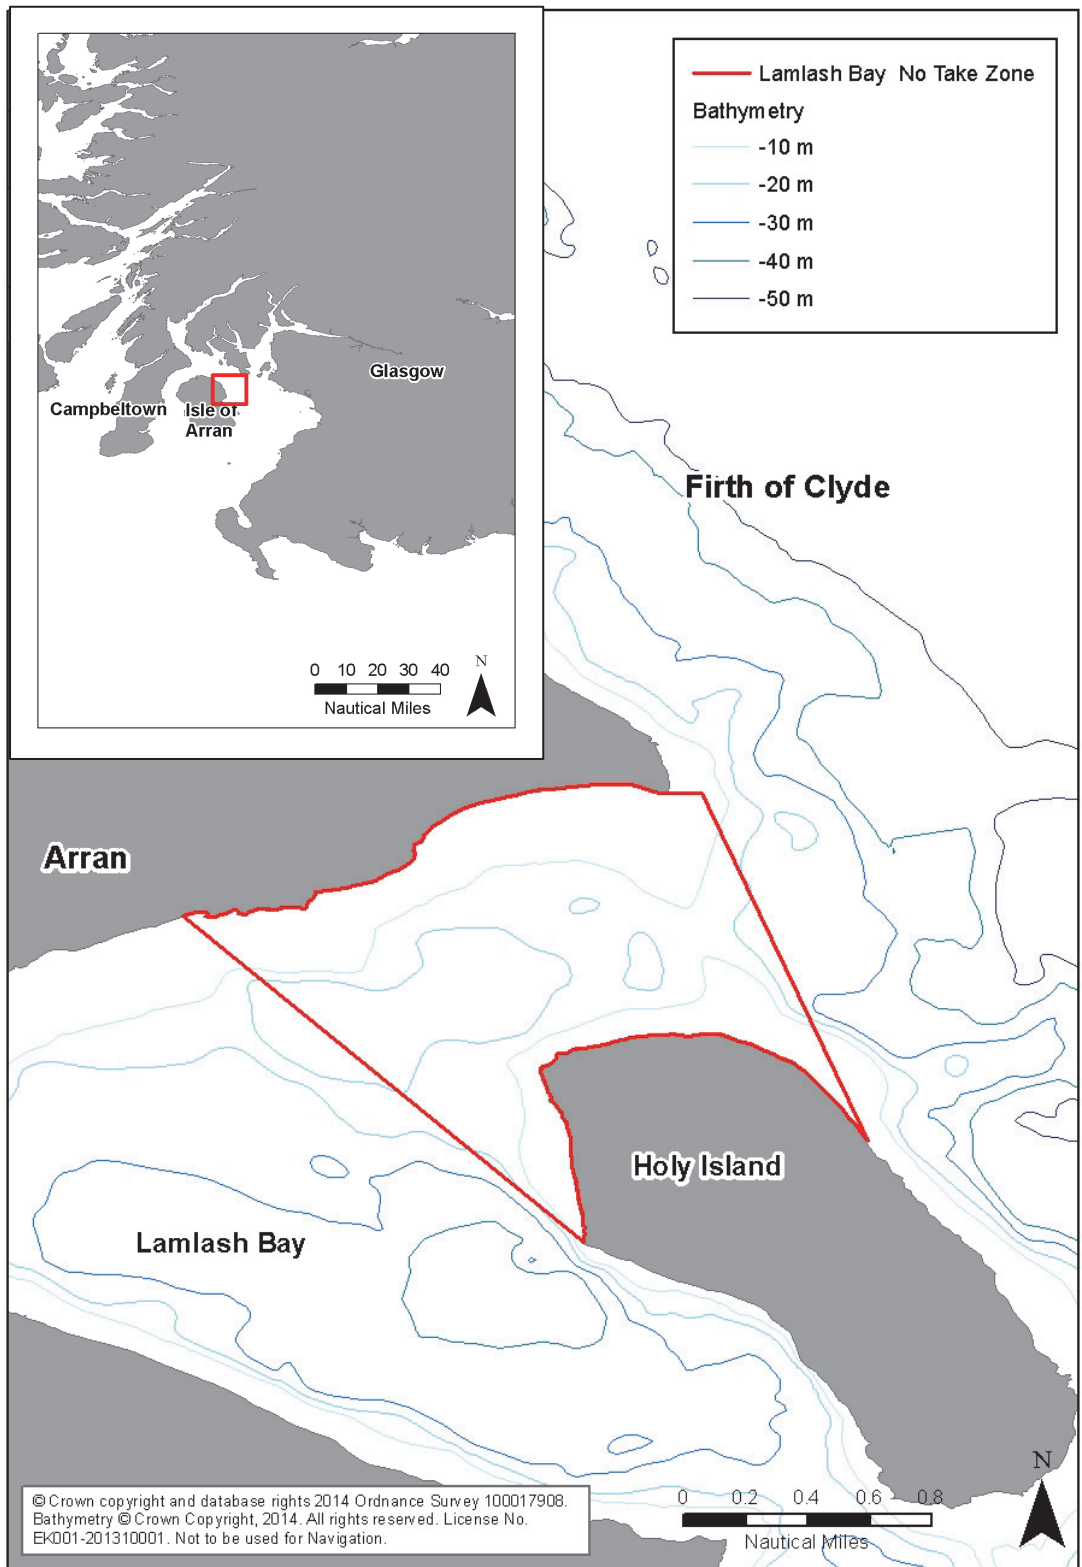 Campbeltown
Isle of
Arran
Glasgow
0 10 20 30 40
Nautical Miles
N
Lamlash Bay No Take Zone
Bathymetry
-10 m
-20 m
-30 m
-40 m
-50 m
Firth of Clyde
Arran
Holy Island
Lamlash Bay
© Crown copyright and database rights 2014 Ordnance Survey 100017908.
Bathymetry © Crown Copyright, 2014. All rights reserved. License No.
EK001-201310001. Not to be used for Navigation.
0 0.2 0.4 0.6 0.8
Nautical Miles
N